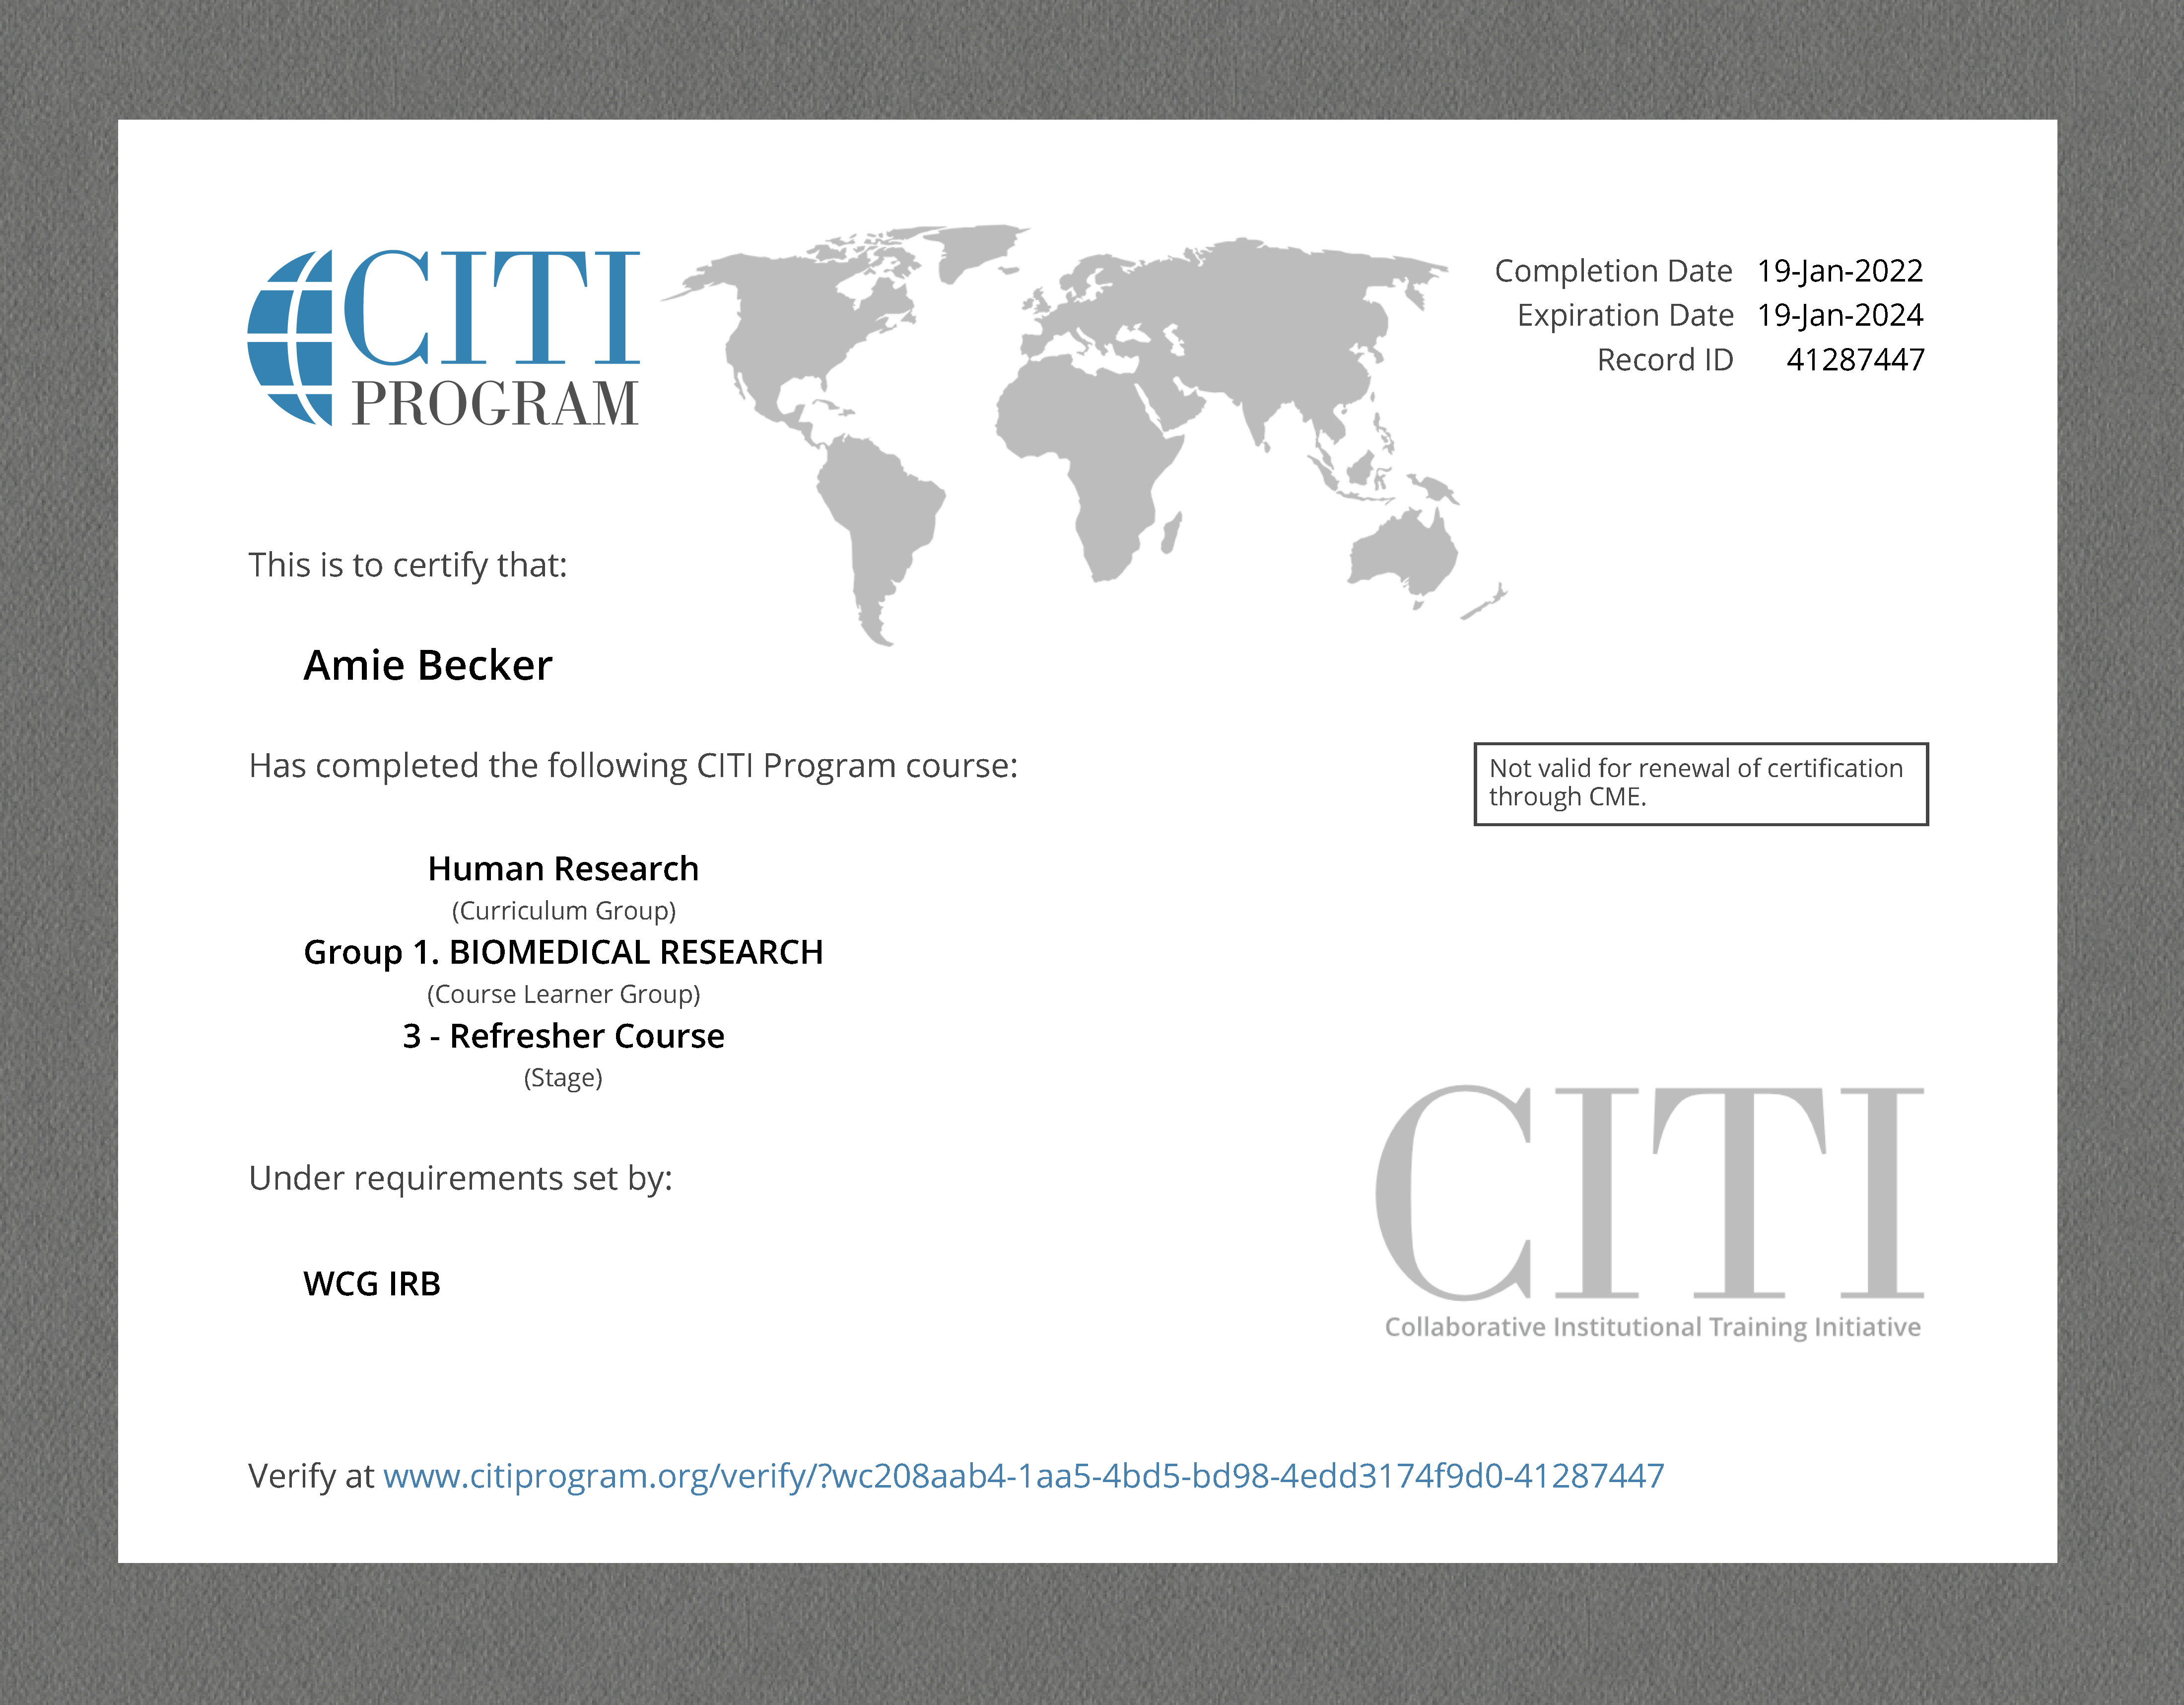 CITI
PROGRAM
Completion Date 19-Jan-2022
Expiration Date 19-Jan-2024
Record ID 41287447
This is to certify that:
Amie Becker
Has completed the following CITI Program course:
Not valid for renewal of certification
through CME.
Human Research
(Curriculum Group)
Group 1. BIOMEDICAL RESEARCH
(Course Learner Group)
3 - Refresher Course
(Stage)
Under requirements set by:
WCG IRB
CITI
Collaborative Institutional Training Initiative
Verify at www.citiprogram.org/verify/?wc208aab4-1aa5-4bd5-bd98-4edd3174f9d0-41287447